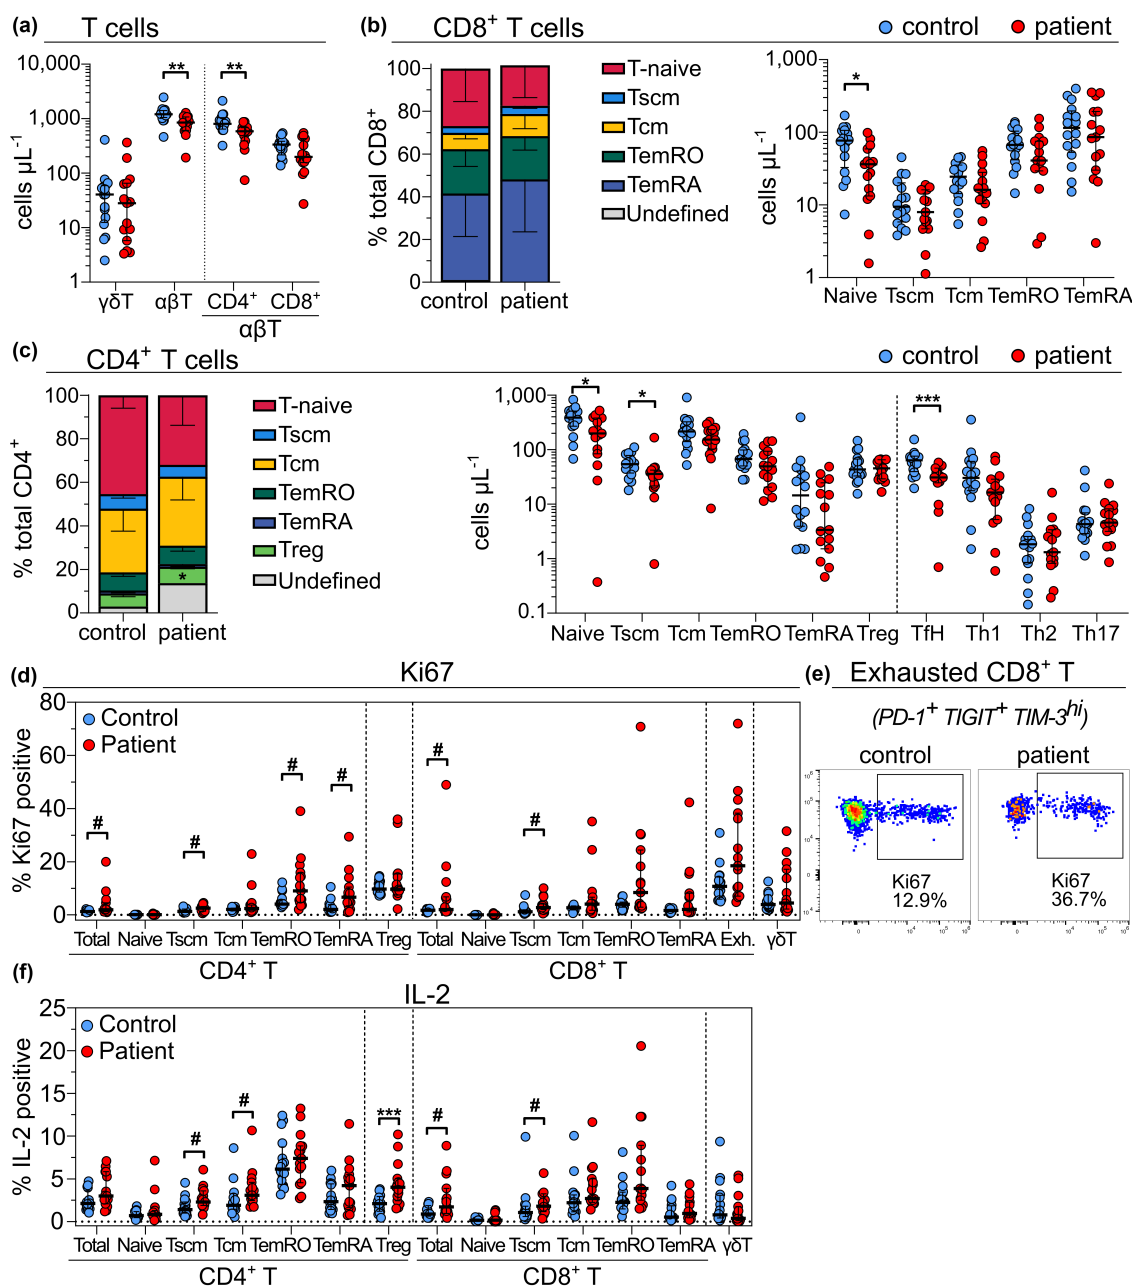 (a) T cells
10,000
1,000
100
10
1
cells µL⁻¹
** **
γδT αβT CD4⁺ CD8⁺
αβT
(b) CD8⁺ T cells
control patient
100
80
60
40
20
0
% total CD8⁺
control patient
T-naive
Tscm
Tcm
TemRO
TemRA
Undefined
1,000
100
10
1
cells µL⁻¹
*
Naive Tscm Tcm TemRO TemRA
(c) CD4⁺ T cells
control patient
100
80
60
40
20
0
% total CD4⁺
*
control patient
T-naive
Tscm
Tcm
TemRO
TemRA
Treg
Undefined
1,000
100
10
1
0.1
cells µL⁻¹
* * ***
Naive Tscm Tcm TemRO TemRA Treg TfH Th1 Th2 Th17
(d) Ki67
80
60
40
20
0
% Ki67 positive
Control
Patient
# # # # # #
Total Naive Tscm Tcm TemRO TemRA Treg Total Naive Tscm Tcm TemRO TemRA Exh. γδT
CD4⁺ T CD8⁺ T
(e) Exhausted CD8⁺ T
(PD-1⁺ TIGIT⁺ TIM-3ʰⁱ)
control patient
Ki67
12.9%
Ki67
36.7%
(f) IL-2
25
20
15
10
5
0
% IL-2 positive
Control
Patient
# # *** # #
Total Naive Tscm Tcm TemRO TemRA Treg Total Naive Tscm Tcm TemRO TemRA γδT
CD4⁺ T CD8⁺ T